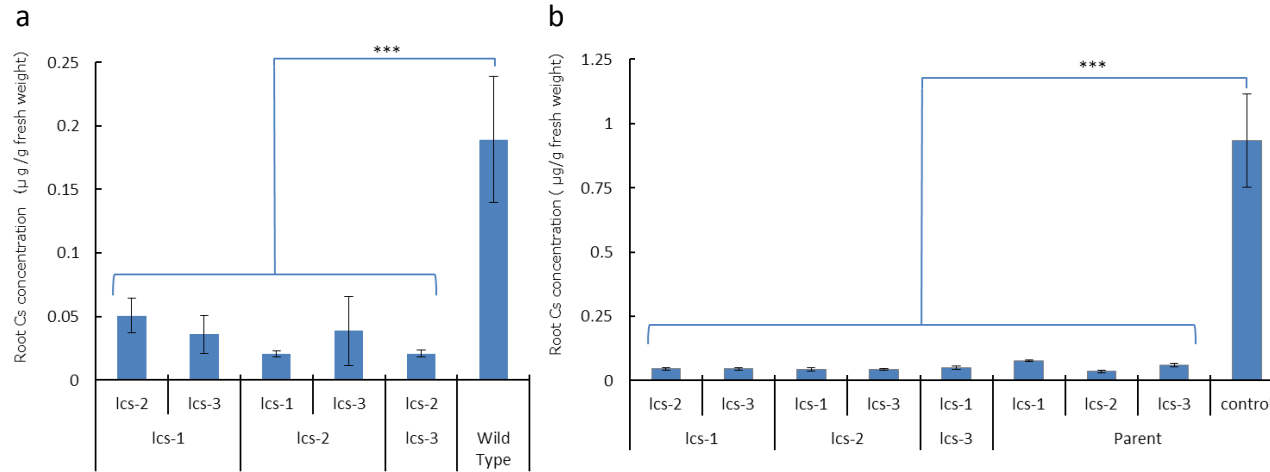 a
Root Cs concentration (µg/g fresh weight)
***
0.25
0.2
0.15
0.1
0.05
0
lcs-2 lcs-3 lcs-1 lcs-3 lcs-2
lcs-1 lcs-2 lcs-3 Wild
Type
b
Root Cs concentration ( µg/g fresh weight)
***
1.25
1
0.75
0.5
0.25
0
lcs-2 lcs-3 lcs-1 lcs-3 lcs-1 lcs-1 lcs-2 lcs-3 control
lcs-1 lcs-2 lcs-3 Parent